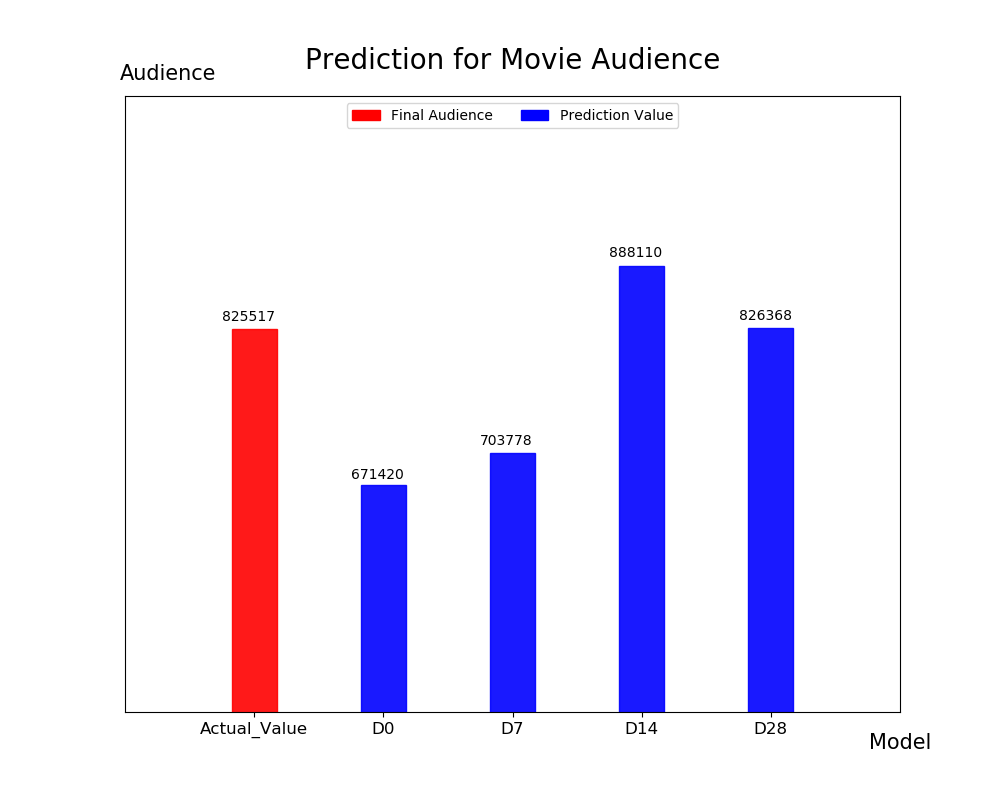 Prediction for Movie Audience
Audience
Final Audience
Prediction Value
888110
825517
826368
703778
671420
Actual_Value
D0
D7
D14
D28
Model